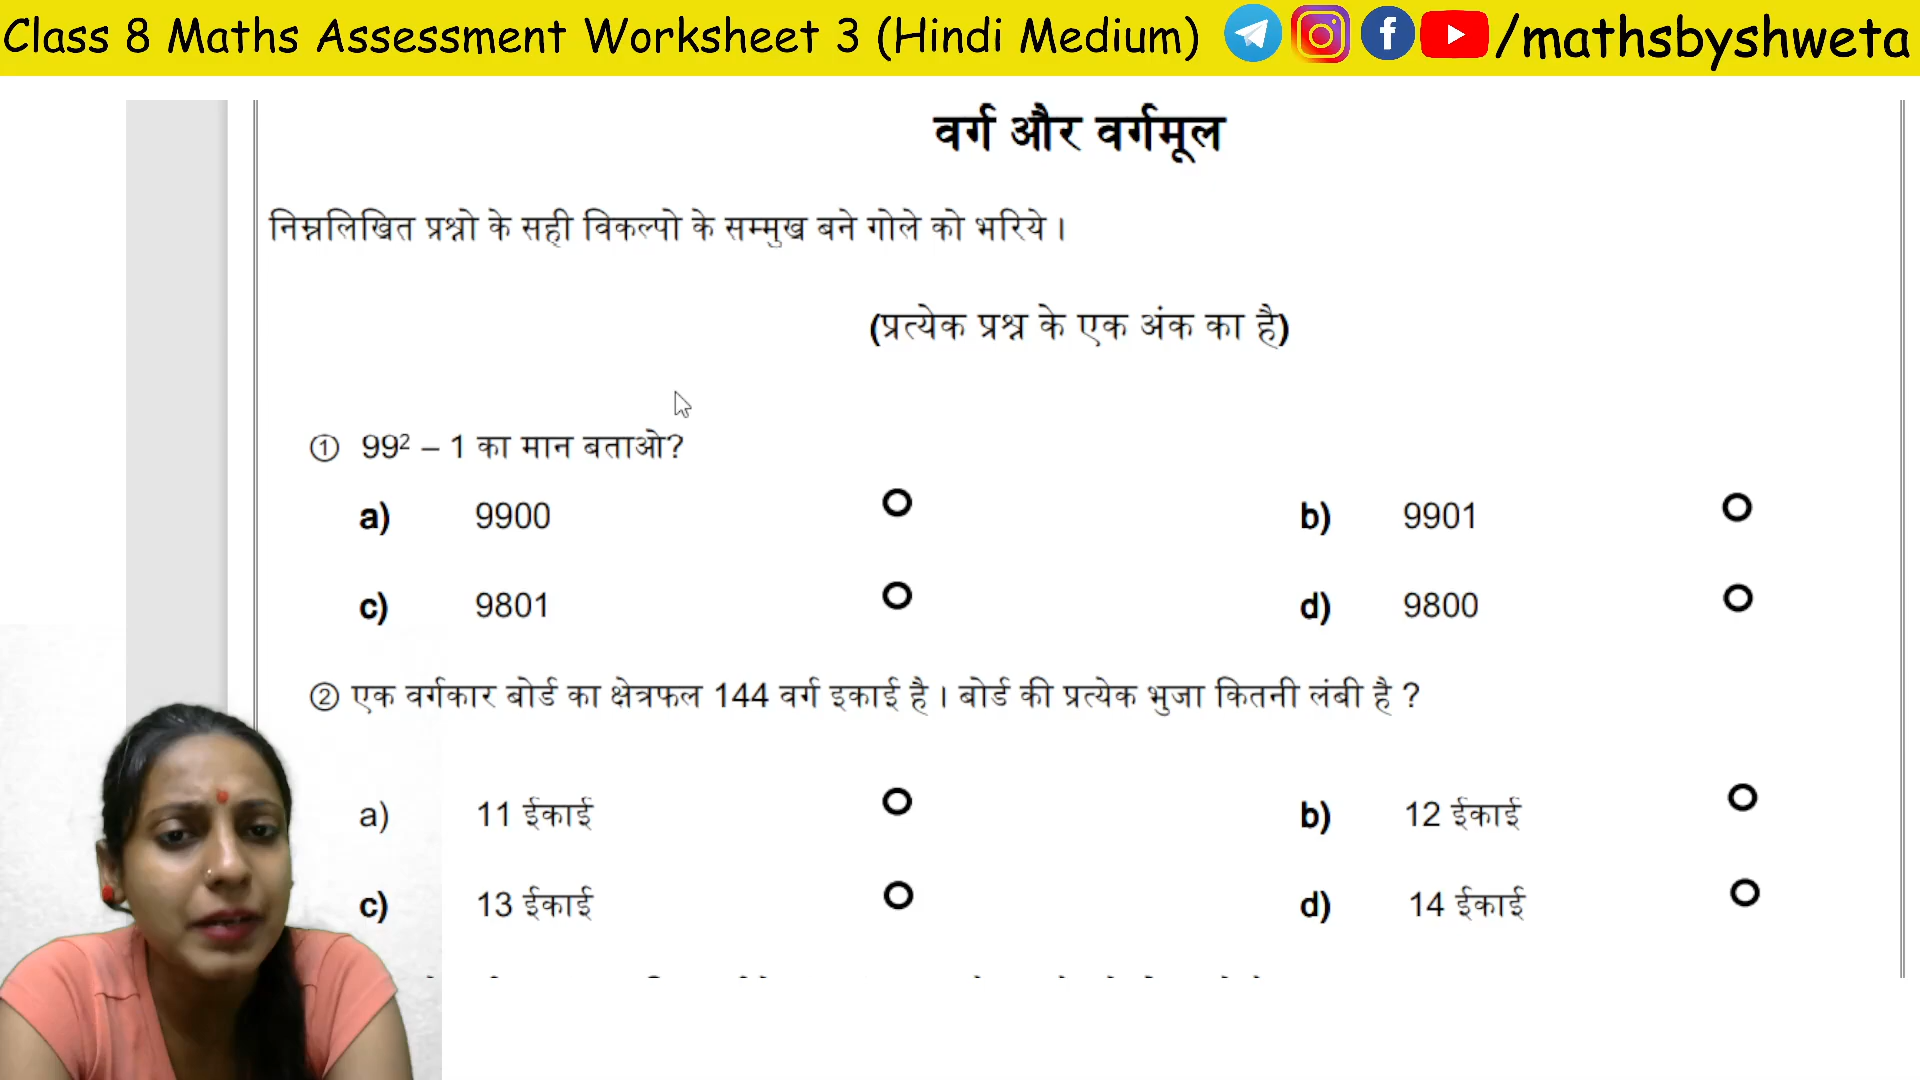 Class 8 Maths Assessment Worksheet 3 (Hindi Medium) /mathsbyshweta
वर्ग और वर्गमूल
निम्नलिखित प्रश्नो के सही विकल्पो के सम्मुख बने गोले को भरिये ।
(प्रत्येक प्रश्न के एक अंक का है)
① 99² – 1 का मान बताओ?
a) 9900 b) 9901
c) 9801 d) 9800
② एक वर्गकार बोर्ड का क्षेत्रफल 144 वर्ग इकाई है । बोर्ड की प्रत्येक भुजा कितनी लंबी है ?
a) 11 ईकाई b) 12 ईकाई
c) 13 ईकाई d) 14 ईकाई